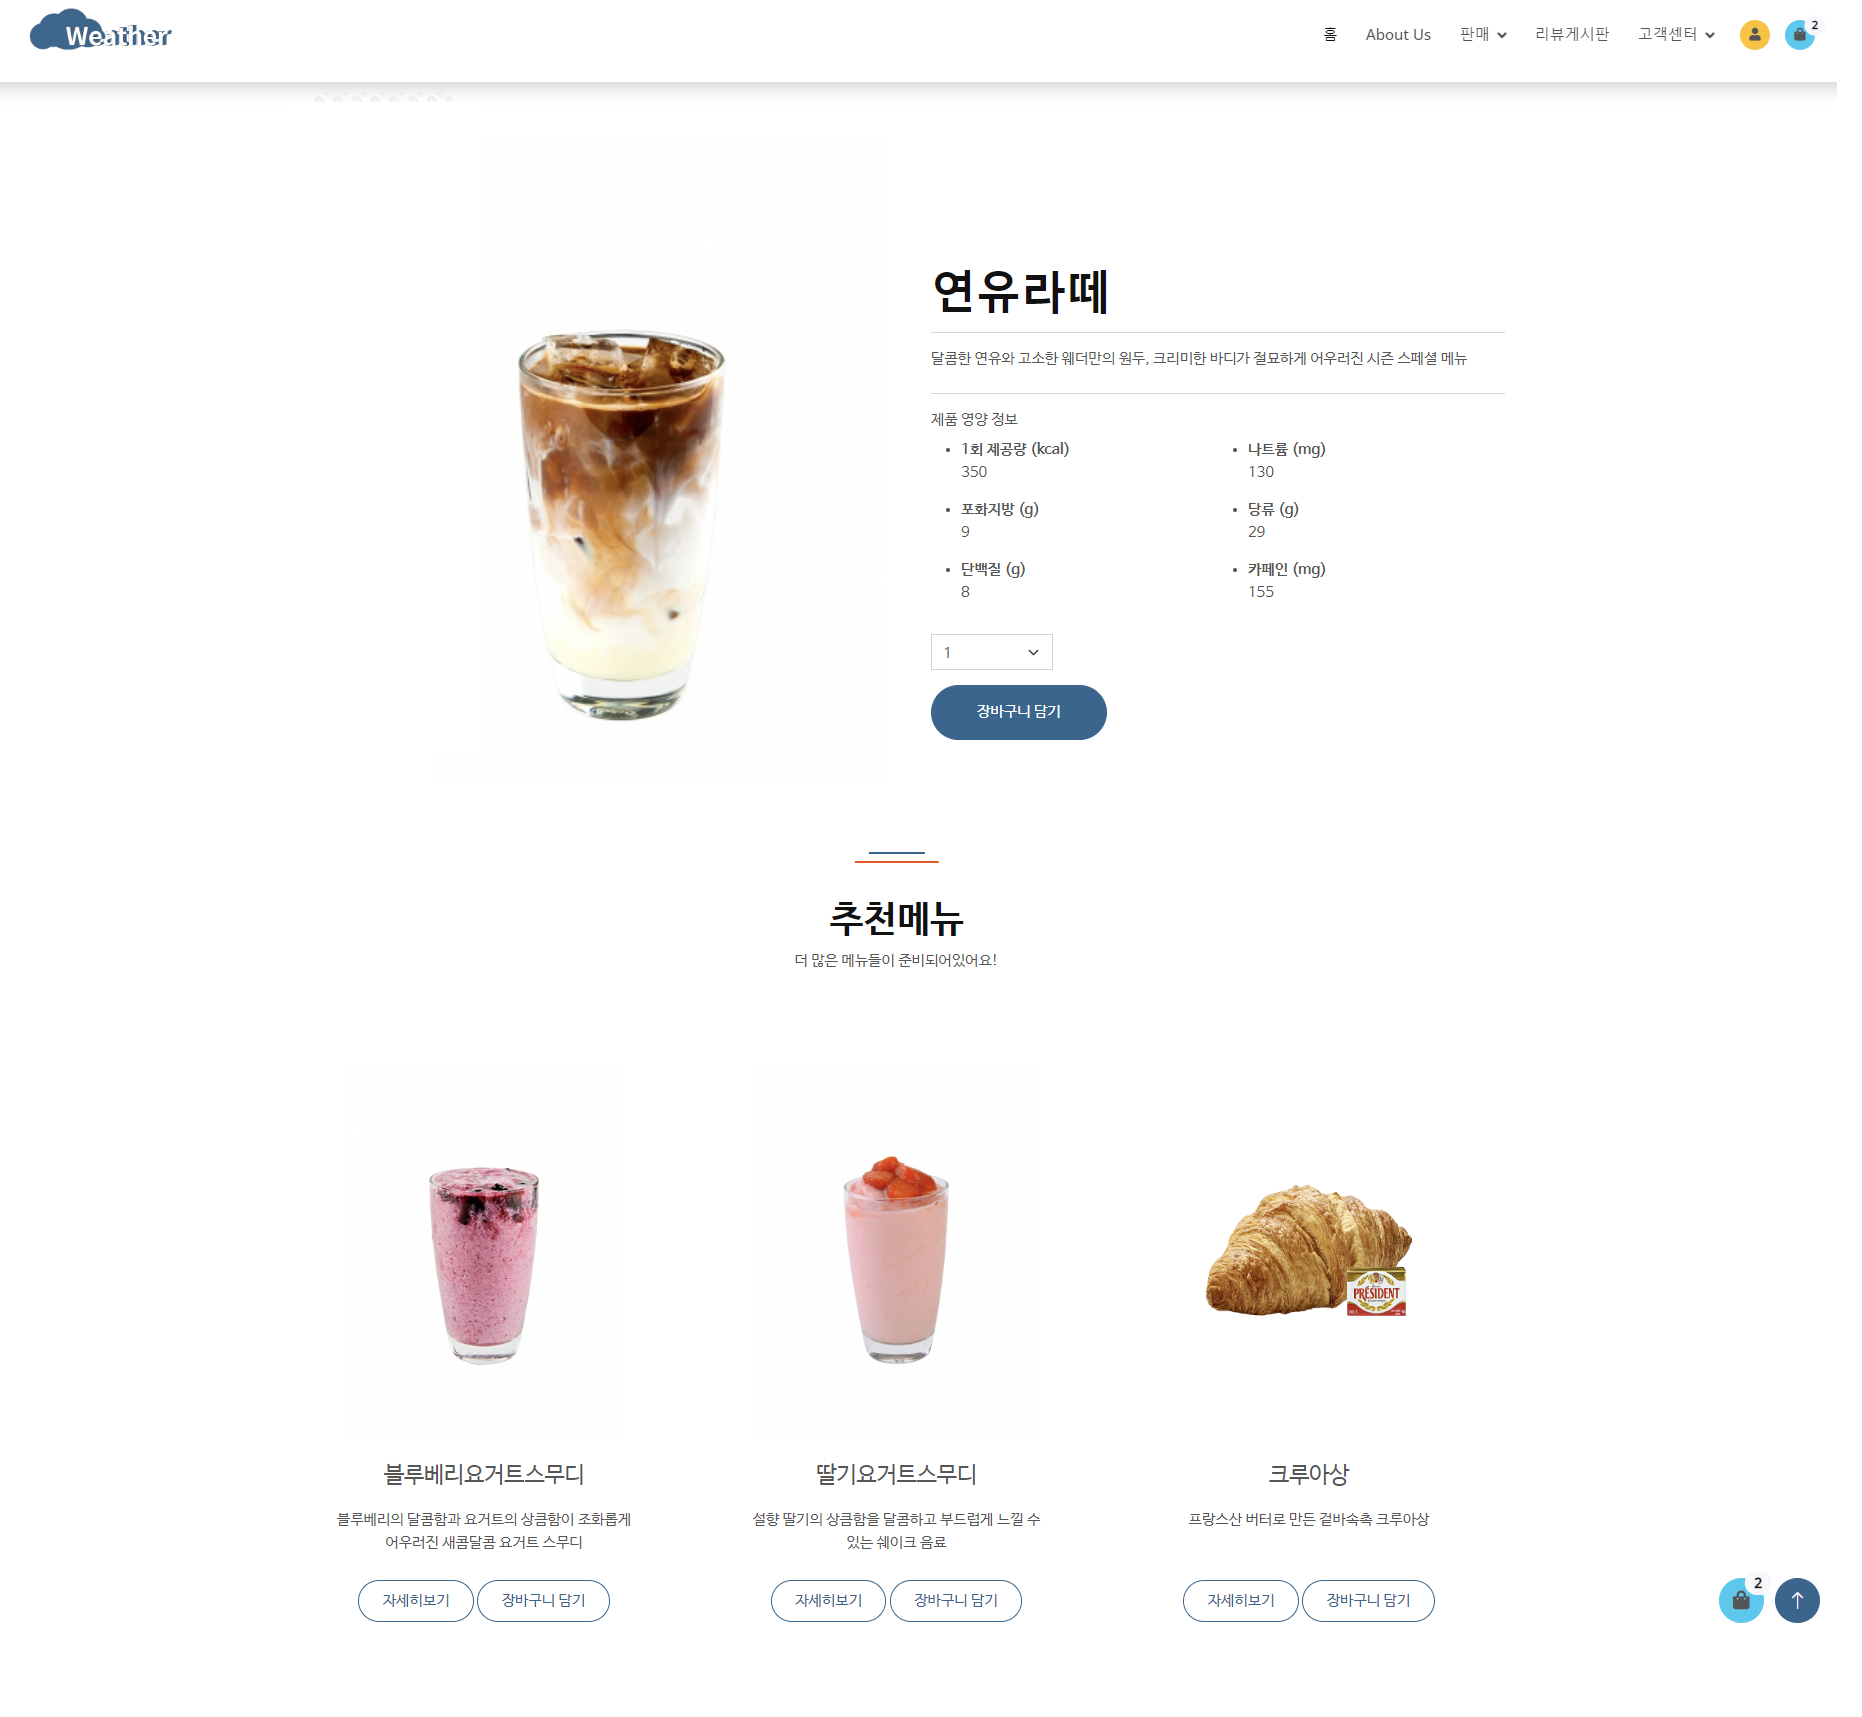 Weather
홈
About Us
판매
리뷰게시판
고객센터
2
연유라떼
달콤한 연유와 고소한 웨더만의 원두, 크리미한 바디가 절묘하게 어우러진 시즌 스페셜 메뉴
제품 영양 정보
1회 제공량 (kcal)
350
나트륨 (mg)
130
포화지방 (g)
9
당류 (g)
29
단백질 (g)
8
카페인 (mg)
155
1
장바구니 담기
추천메뉴
더 많은 메뉴들이 준비되어있어요!
PRÉSIDENT
블루베리요거트스무디
블루베리의 달콤함과 요거트의 상큼함이 조화롭게
어우러진 새콤달콤 요거트 스무디
자세히보기
장바구니 담기
딸기요거트스무디
설향 딸기의 상큼함을 달콤하고 부드럽게 느낄 수
있는 쉐이크 음료
자세히보기
장바구니 담기
크루아상
프랑스산 버터로 만든 겉바속촉 크루아상
자세히보기
장바구니 담기
2